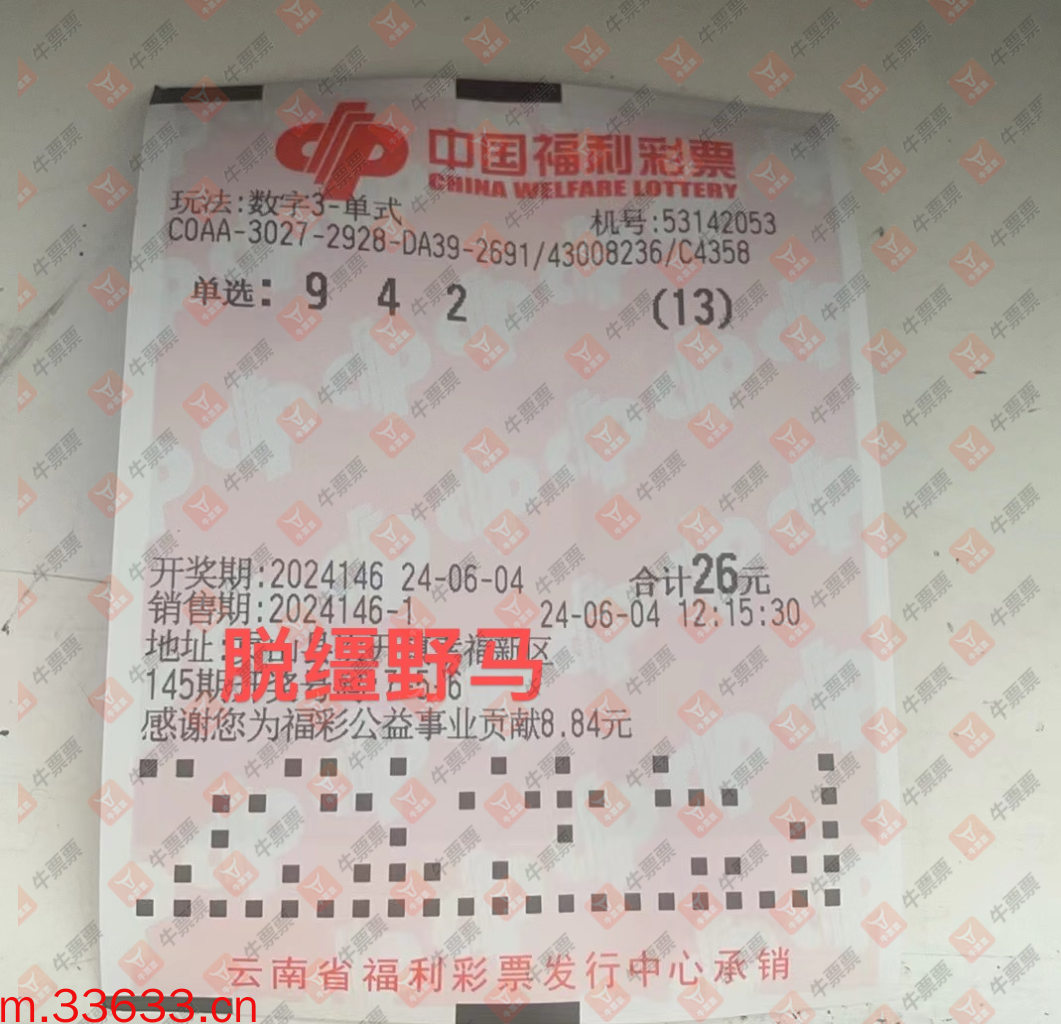 中国福利彩票
CHINA WELFARE LOTTERY
玩法:数字3-单式
机号:53142053
C0AA-3027-2928-DA39-2691/43008236/C4358
单选: 9 4 2 (13)
开奖期:2024146 24-06-04 合计26元
销售期:2024146-1 24-06-04 12:15:30
地址: 福新区
脱缰野马
145期
感谢您为福彩公益事业贡献8.84元
云南省福利彩票发行中心承销
m.33633.cn
牛票票